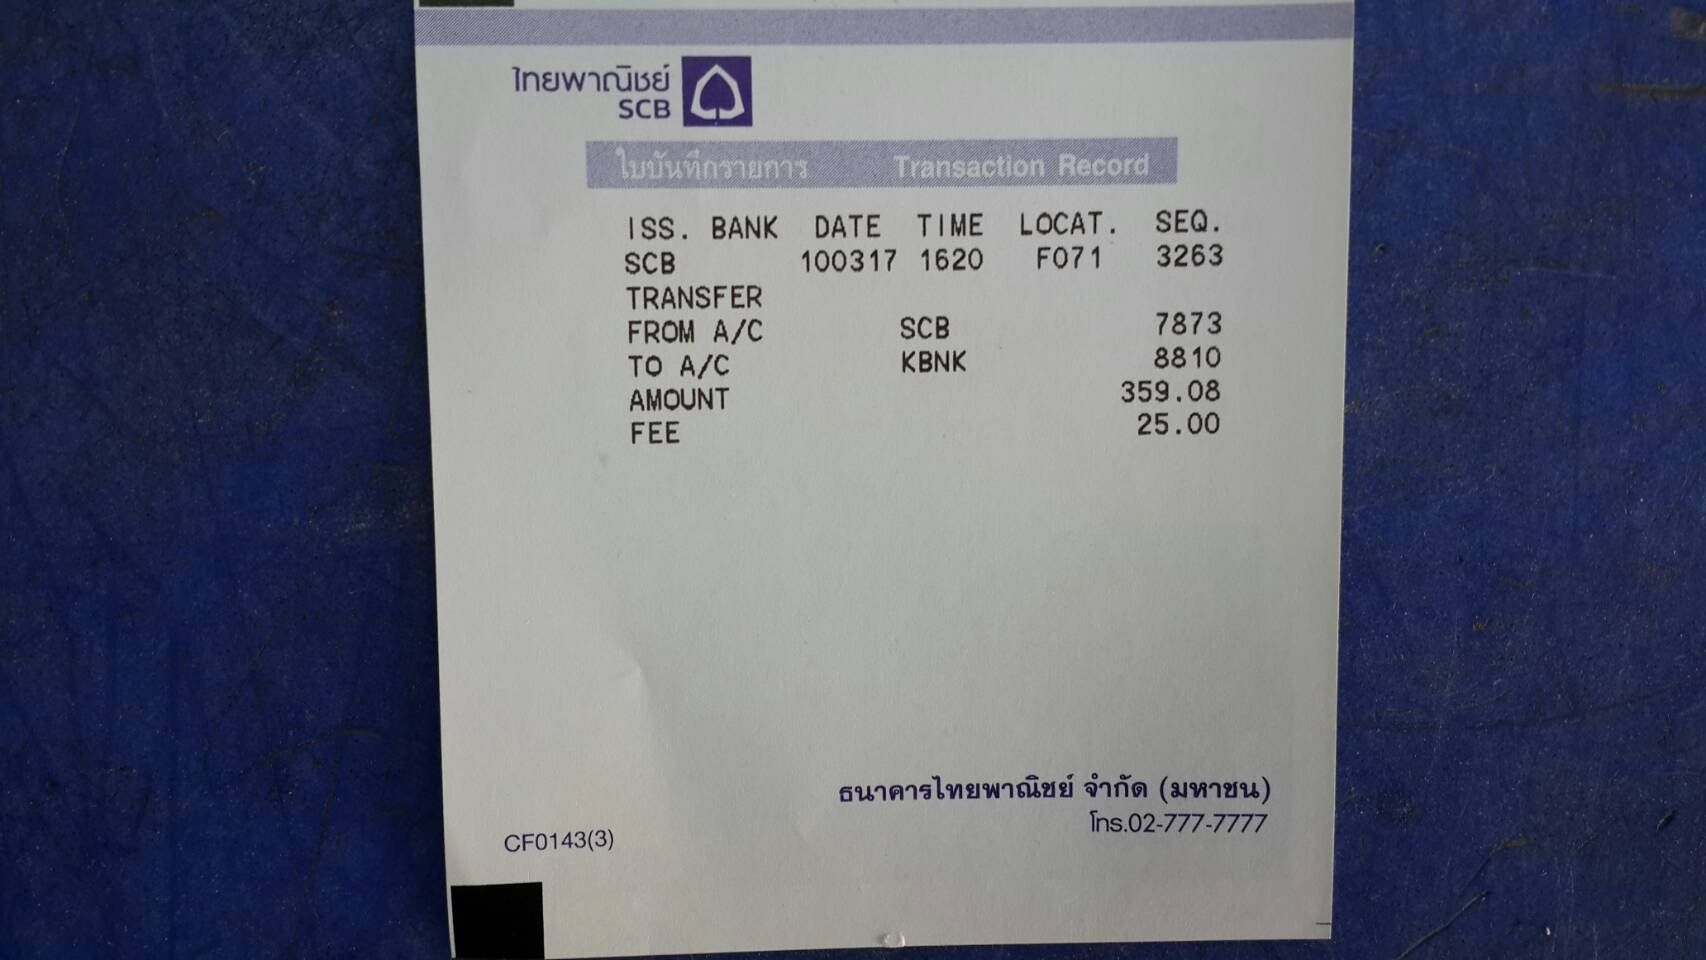 ไทยพาณิชย์
SCB
ใบบันทึกรายการ Transaction Record
ISS. BANK DATE TIME LOCAT. SEQ.
SCB 100317 1620 F071 3263
TRANSFER
FROM A/C SCB 7873
TO A/C KBNK 8810
AMOUNT 359.08
FEE 25.00
ธนาคารไทยพาณิชย์ จำกัด (มหาชน)
โทร.02-777-7777
CF0143(3)